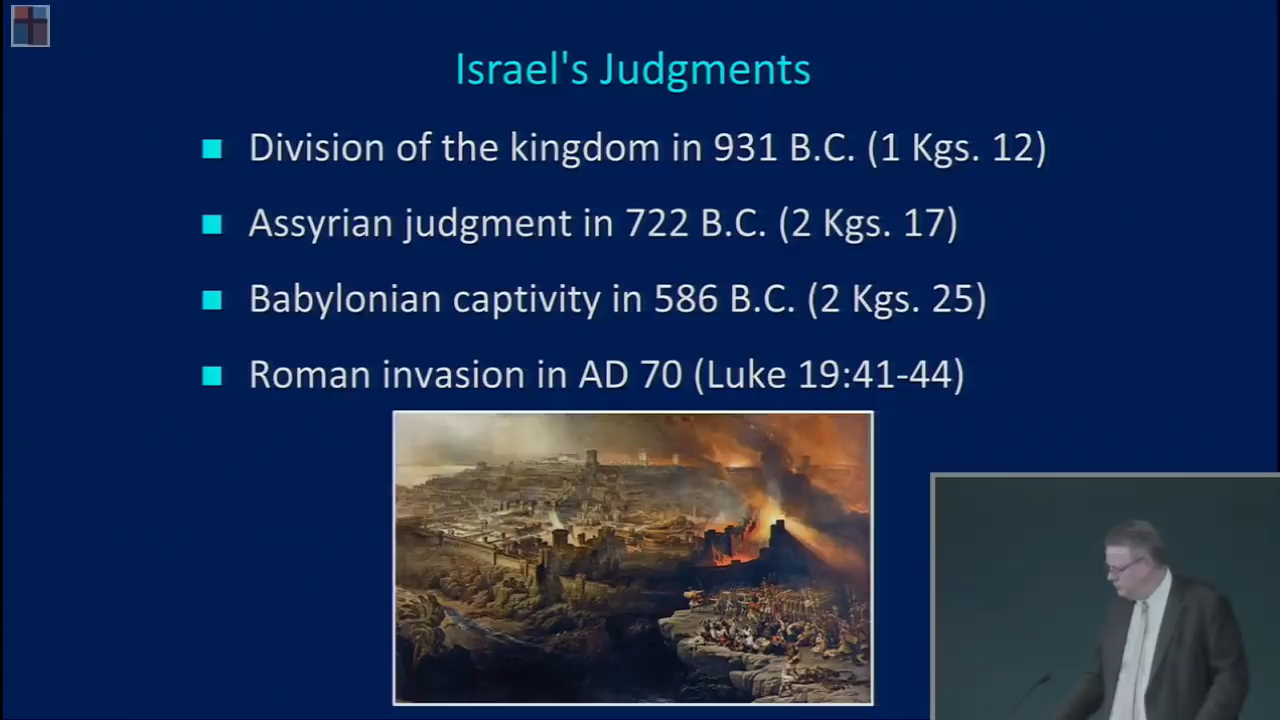 Israel's Judgments
Division of the kingdom in 931 B.C. (1 Kgs. 12)
Assyrian judgment in 722 B.C. (2 Kgs. 17)
Babylonian captivity in 586 B.C. (2 Kgs. 25)
Roman invasion in AD 70 (Luke 19:41-44)